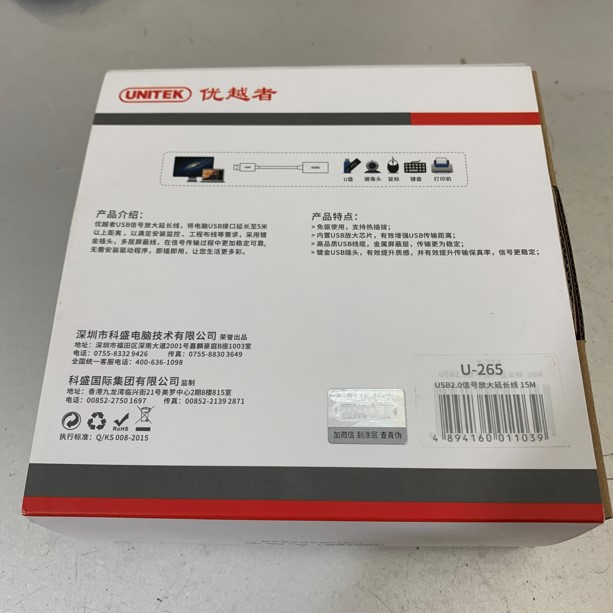 UNITEK 优越者
U盘 摄像头 鼠标 键盘 打印机
产品介绍:
优越者USB信号放大延长线，将电脑USB接口延长至5米
以上距离，以满足安装监控、工程布线等需求，采用镀
金插头，多层屏蔽线，在信号传输过程中更加稳定可靠，
无需安装驱动程序，即插即用，让您生活更多彩。
产品特点:
> 免驱使用，支持热插拔；
> 内置USB放大芯片，有效增强USB传输距离；
> 高品质USB线缆，金属屏蔽层，传输更为稳定；
> 镀金USB插头，有效提升质感，并有效提升传输保真率，信号更稳定；
深圳市科盛电脑技术有限公司 荣誉出品
地址：深圳市福田区深南大道2001号嘉麟豪庭B座1003室
电话：0755-8332 9426 传真：0755-8830 3649
全国统一客服电话：400-636-1098
科盛国际集团有限公司 监制
地址：香港九龙湾临兴街21号美罗中心2期8楼815室
电话：00852-2750 1697 传真：00852-2139 2871
RoHS
执行标准：Q/KS 008-2015
加微信 刮涂层 查真伪
U-265
USB2.0信号放大延长线 15M
4 894160 011039